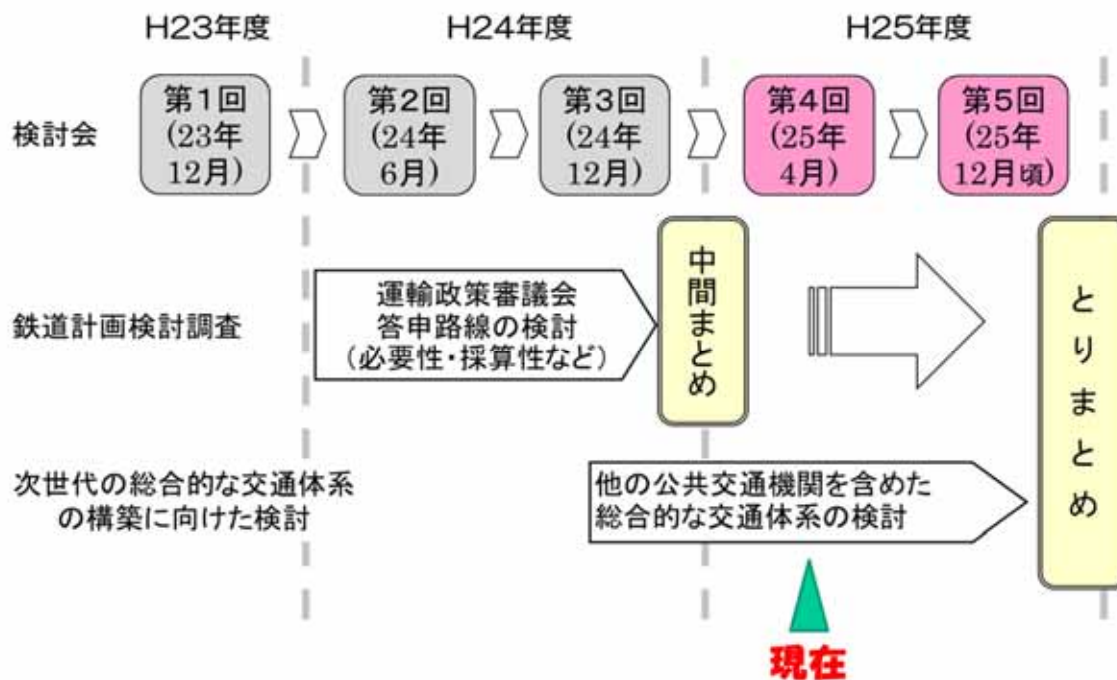 H23年度
H24年度
H25年度
検討会
第1回
(23年
12月)
第2回
(24年
6月)
第3回
(24年
12月)
第4回
(25年
4月)
第5回
(25年
12月頃)
鉄道計画検討調査
運輸政策審議会
答申路線の検討
(必要性・採算性など)
中間まとめ
とりまとめ
次世代の総合的な交通体系
の構築に向けた検討
他の公共交通機関を含めた
総合的な交通体系の検討
現在